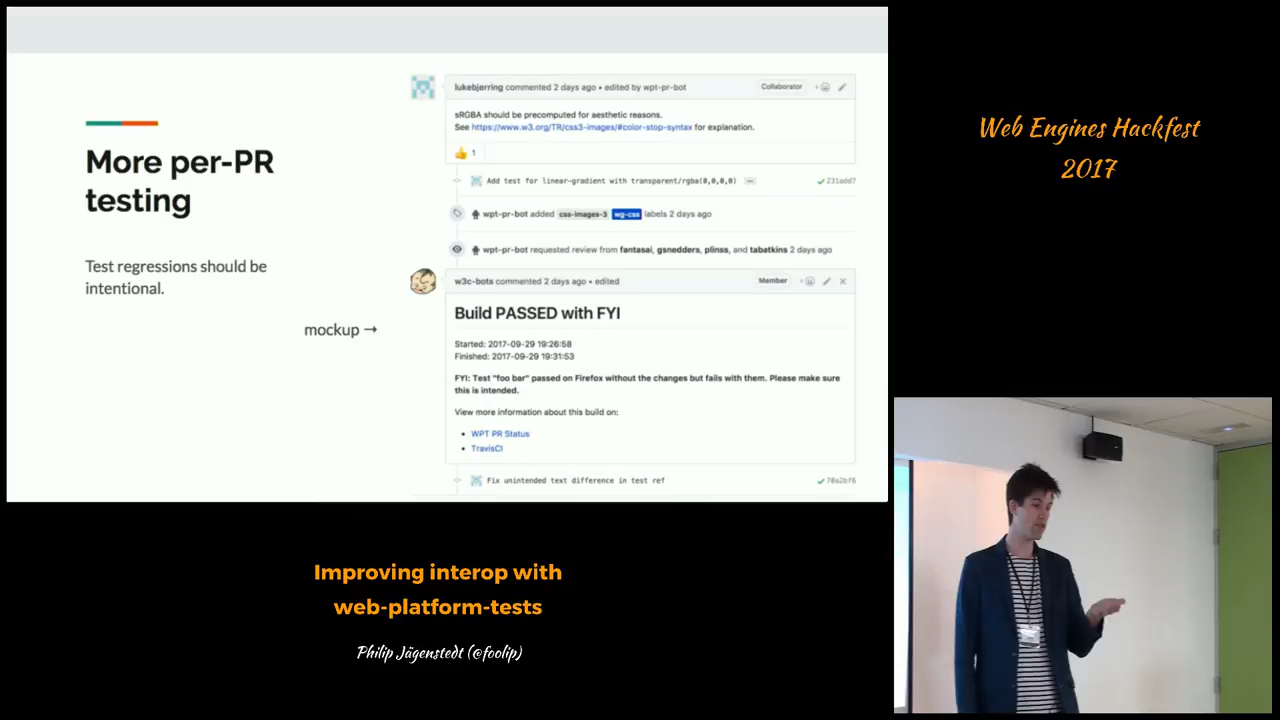 More per-PR
testing
Test regressions should be
intentional.
mockup →
lukebjerring commented 2 days ago • edited by wpt-pr-bot
Collaborator
sRGBA should be precomputed for aesthetic reasons.
See https://www.w3.org/TR/css3-images/#color-stop-syntax for explanation.
1
Add test for linear-gradient with transparent/rgba(0,0,0,0)
231add7
wpt-pr-bot added css-images-3 wg-css labels 2 days ago
wpt-pr-bot requested review from fantasai, gsnedders, plinss, and tabatkins 2 days ago
w3c-bots commented 2 days ago • edited
Member
Build PASSED with FYI
Started: 2017-09-29 19:26:58
Finished: 2017-09-29 19:31:53
FYI: Test "foo bar" passed on Firefox without the changes but fails with them. Please make sure
this is intended.
View more information about this build on:
• WPT PR Status
• TravisCI
Fix unintended text difference in test ref
70a2bf6
Web Engines Hackfest
2017
Improving interop with
web-platform-tests
Philip Jägenstedt (@foolip)